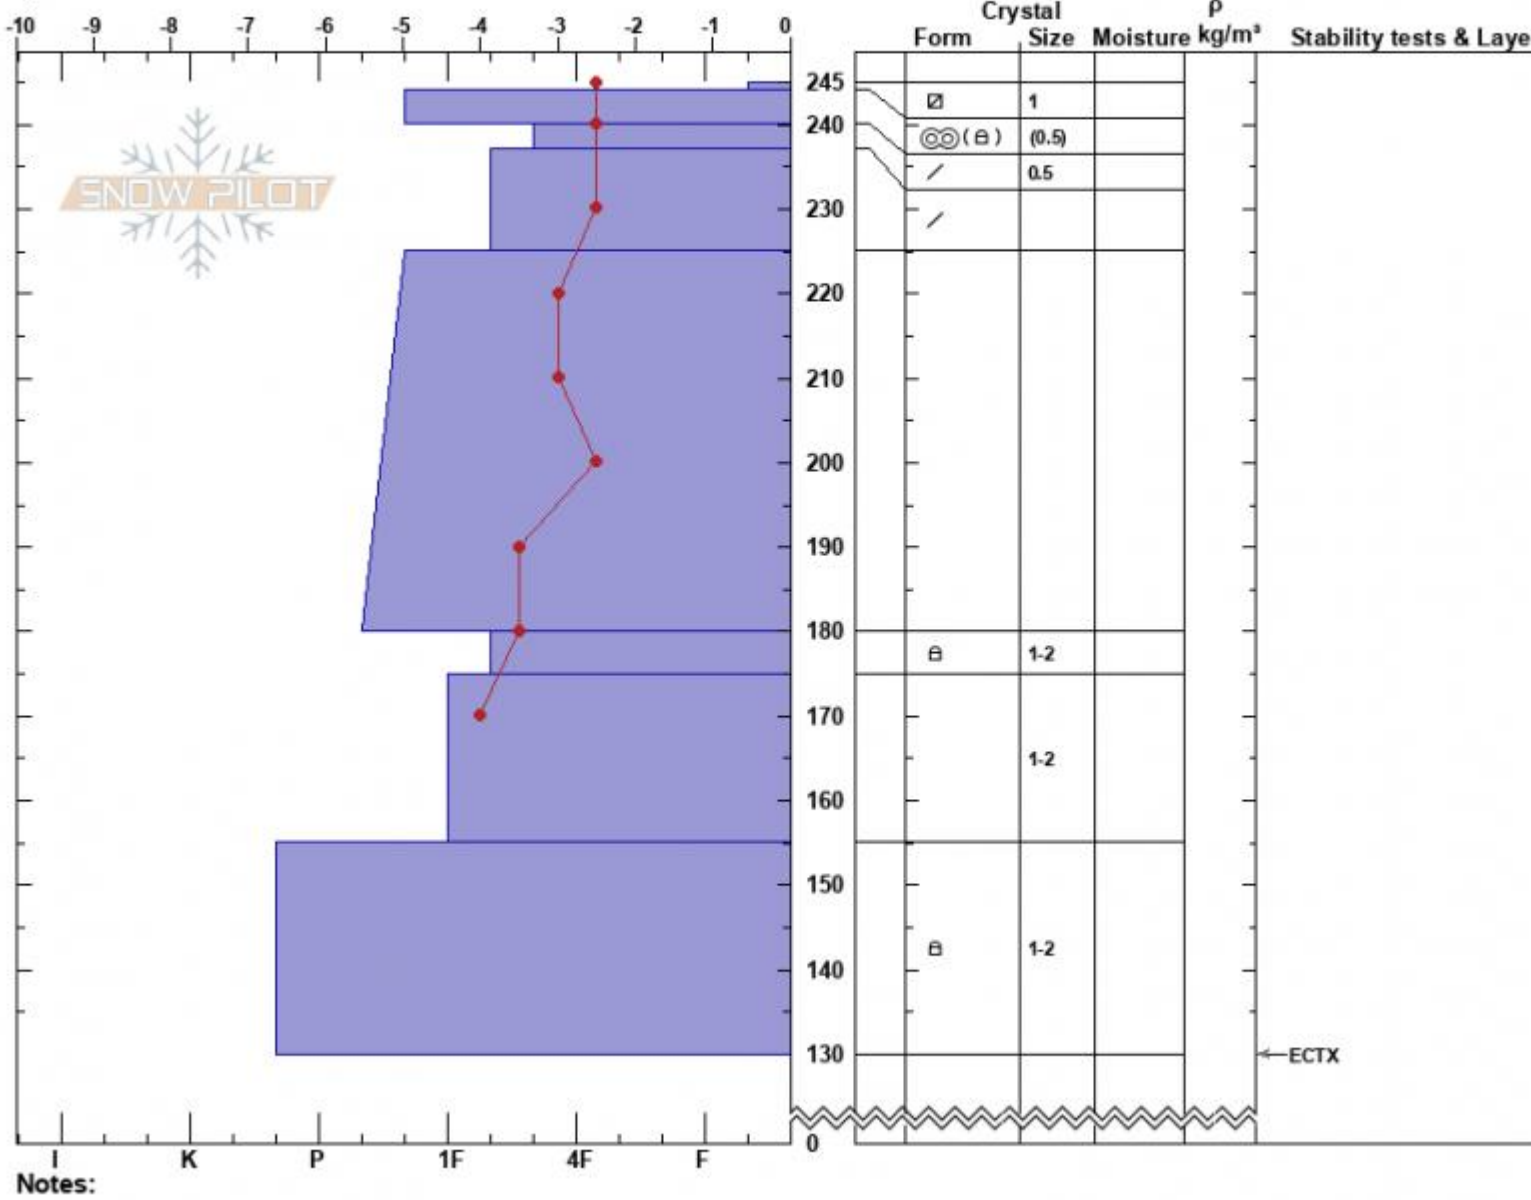 Crystal ρ
-10 -9 -8 -7 -6 -5 -4 -3 -2 -1 0 Form Size Moisture kg/m³ Stability tests & Laye
245 1
240 (0.5)
SNOW PILOT 0.5
230
220
210
200
190
180
1-2
170
1-2
160
150
1-2
140
130 ECTX
0
I K P 1F 4F F
Notes: